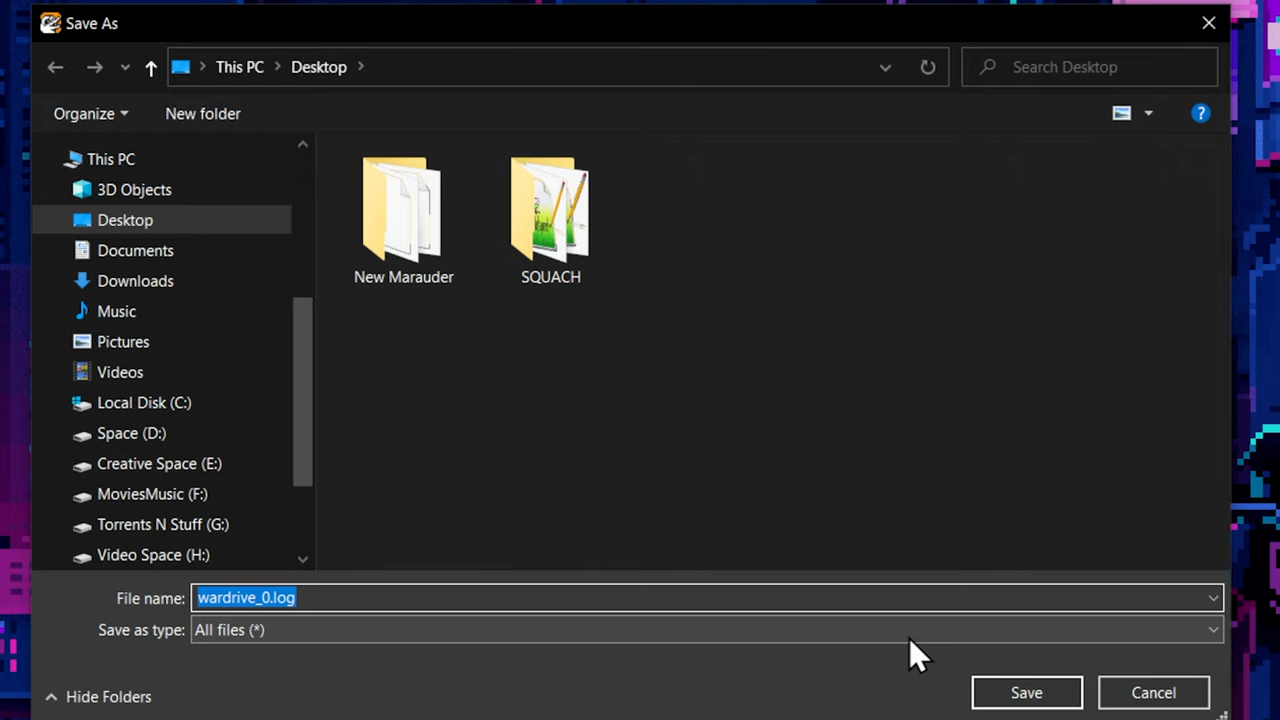 Save As
This PC
Desktop
Search Desktop
Organize
New folder
?
This PC
3D Objects
Desktop
Documents
Downloads
Music
Pictures
Videos
Local Disk (C:)
Space (D:)
Creative Space (E:)
MoviesMusic (F:)
Torrents N Stuff (G:)
Video Space (H:)
New Marauder
SQUACH
File name: wardrive_0.log
Save as type: All files (*)
Hide Folders
Save
Cancel